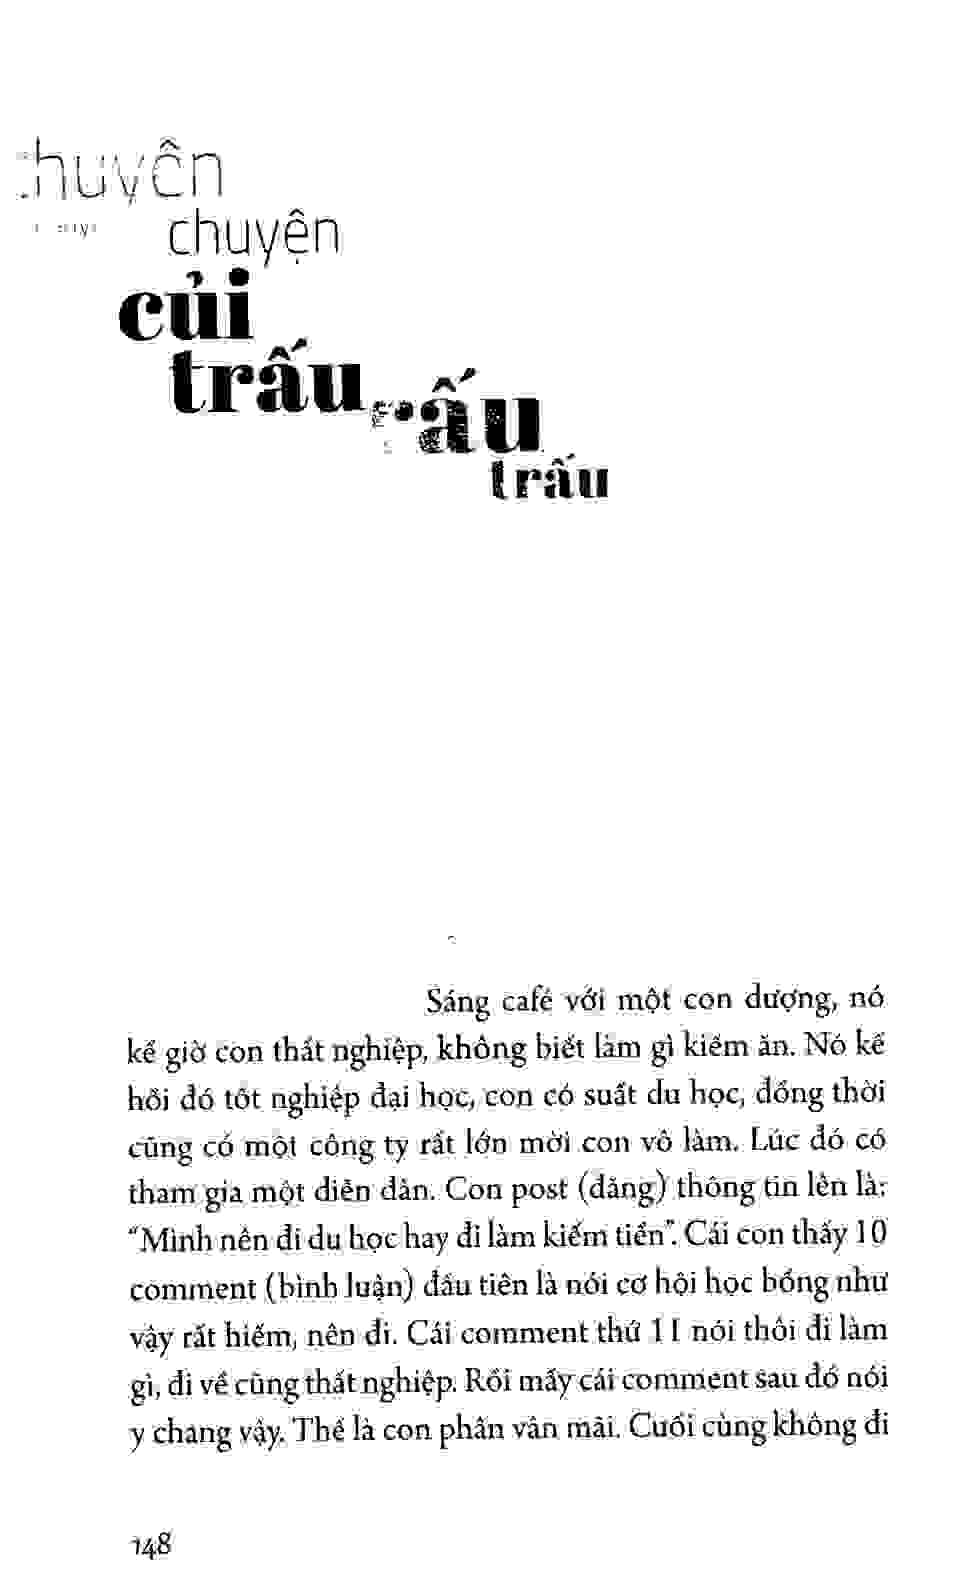 chuyện
chuyện
củi
trấu
trấu
Sáng café với một con dượng, nó
kể giờ con thất nghiệp, không biết làm gì kiếm ăn. Nó kể
hồi đó tốt nghiệp đại học, con có suất du học, đồng thời
cũng có một công ty rất lớn mời con vô làm. Lúc đó có
tham gia một diễn đàn. Con post (đăng) thông tin lên là:
“Mình nên đi du học hay đi làm kiếm tiền”. Cái con thấy 10
comment (bình luận) đầu tiên là nói cơ hội học bổng như
vậy rất hiếm, nên đi. Cái comment thứ 11 nói thôi đi làm
gì, đi về cũng thất nghiệp. Rồi mấy cái comment sau đó nói
y chang vậy. Thế là con phân vân mãi. Cuối cùng không đi
148